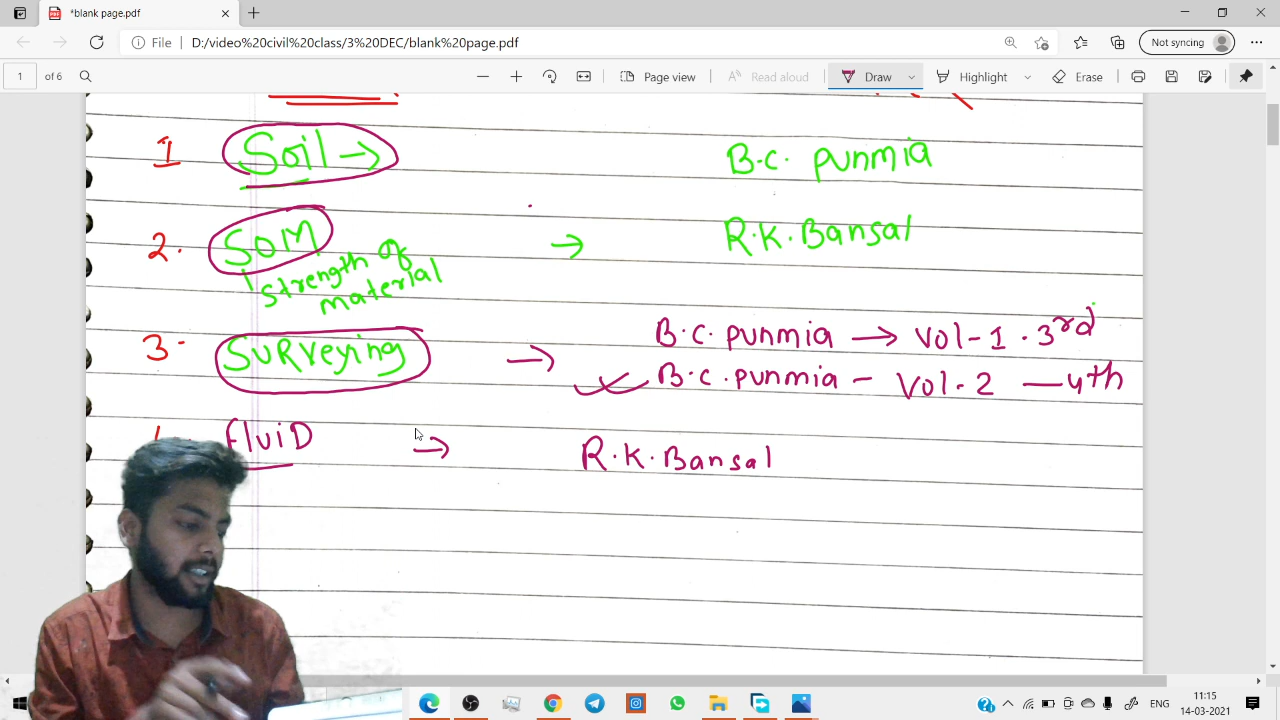 *blank page.pdf
File D:/video%20civil%20class/3%20DEC/blank%20page.pdf
Not syncing
1 of 6
Page view
Read aloud
Draw
Highlight
Erase
1 Soil → B.C. punmia
2. SOM → R.K.Bansal
strength of
material
3. SURVeying → B.C. punmia → Vol-1.3rd
B.C.punmia - Vol.2 — 4th
fluiD → R.K.Bansal
ENG
11:15
14-03-2021